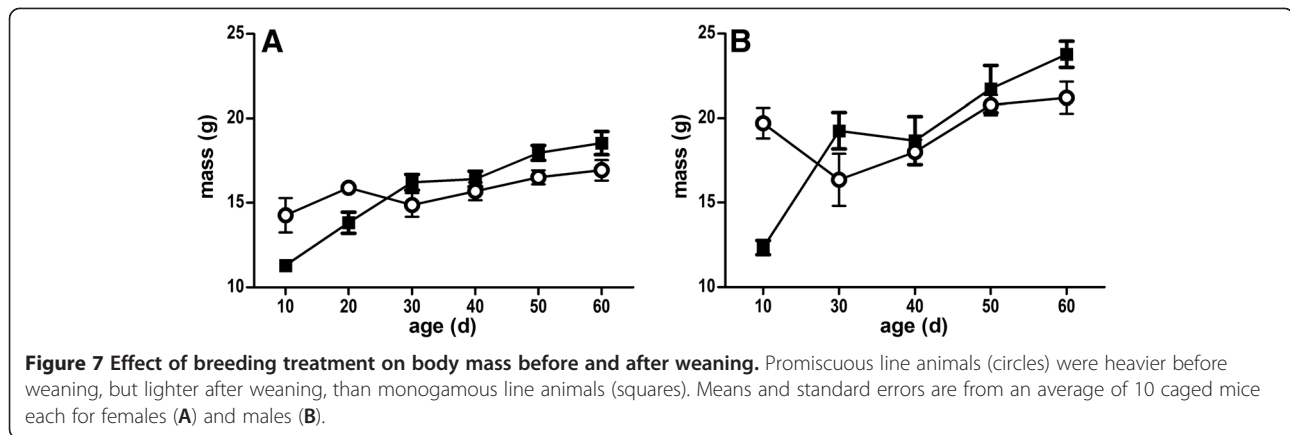 A
25
20
15
10
mass (g)
10 20 30 40 50 60
age (d)
B
25
20
15
10
mass (g)
10 30 40 50 60
age (d)
Figure 7 Effect of breeding treatment on body mass before and after weaning. Promiscuous line animals (circles) were heavier before
weaning, but lighter after weaning, than monogamous line animals (squares). Means and standard errors are from an average of 10 caged mice
each for females (A) and males (B).